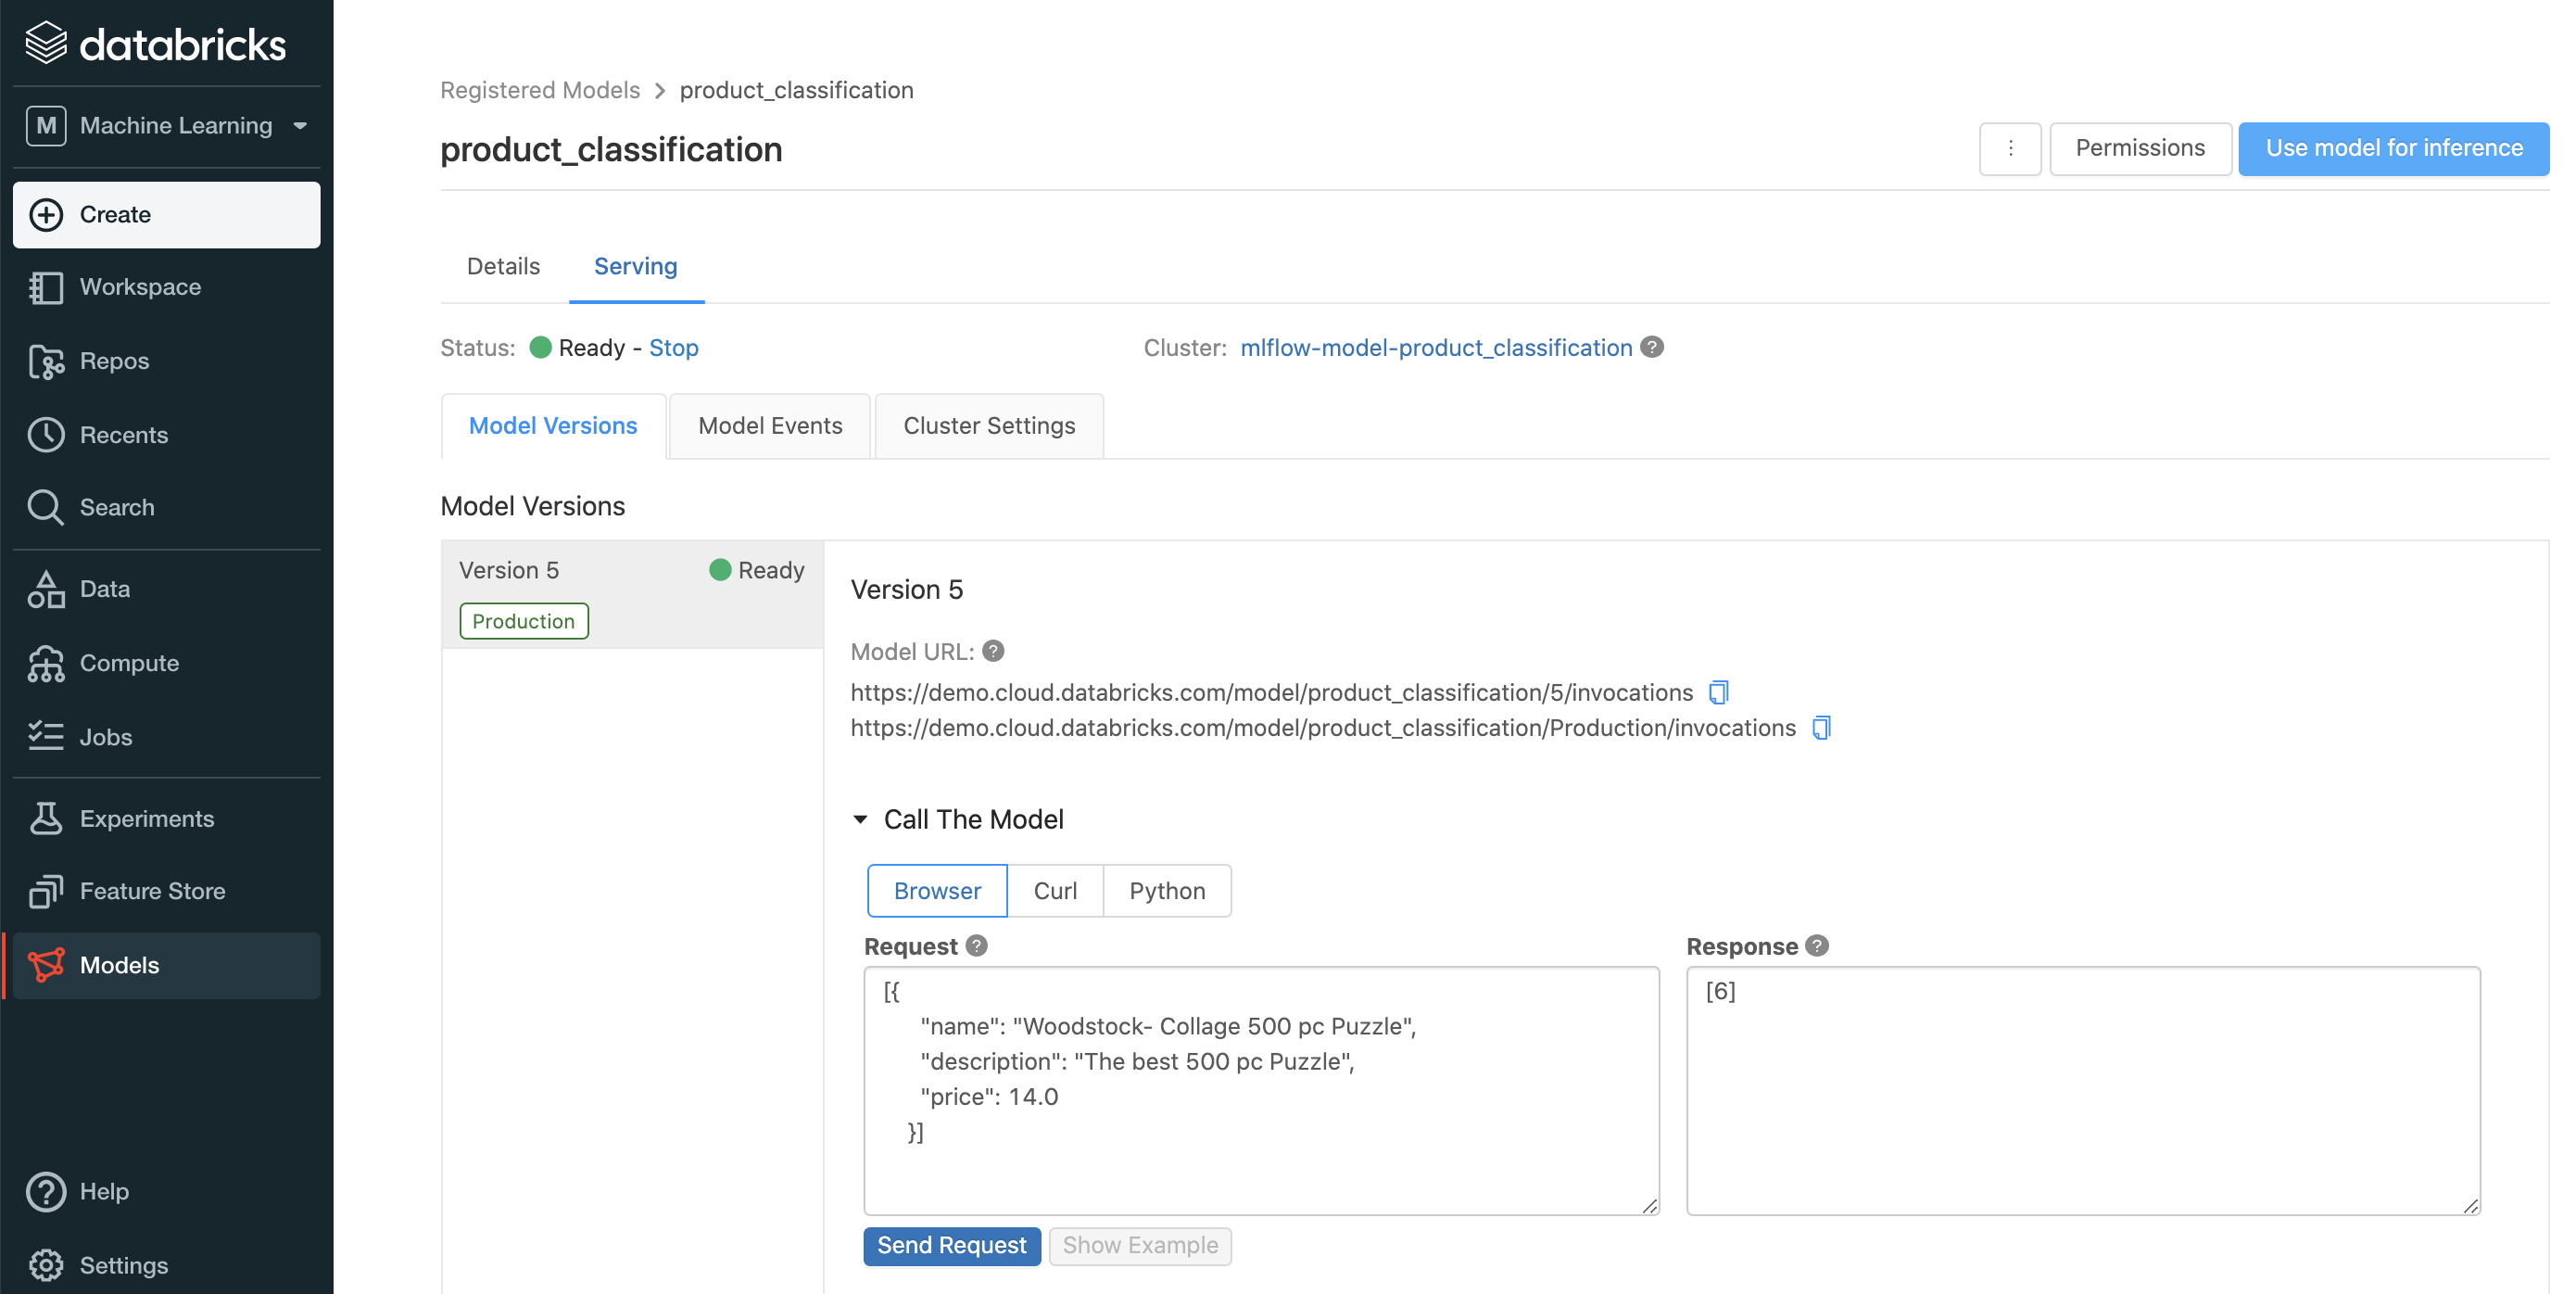 databricks
M Machine Learning
Create
Workspace
Repos
Recents
Search
Data
Compute
Jobs
Experiments
Feature Store
Models
Help
Settings
Registered Models > product_classification
product_classification
Permissions
Use model for inference
Details
Serving
Status: Ready - Stop
Cluster: mlflow-model-product_classification ?
Model Versions
Model Events
Cluster Settings
Model Versions
Version 5 Ready
Production
Version 5
Model URL: ?
https://demo.cloud.databricks.com/model/product_classification/5/invocations
https://demo.cloud.databricks.com/model/product_classification/Production/invocations
Call The Model
Browser
Curl
Python
Request ?
[{
"name": "Woodstock- Collage 500 pc Puzzle",
"description": "The best 500 pc Puzzle",
"price": 14.0
}]
Response ?
[6]
Send Request
Show Example